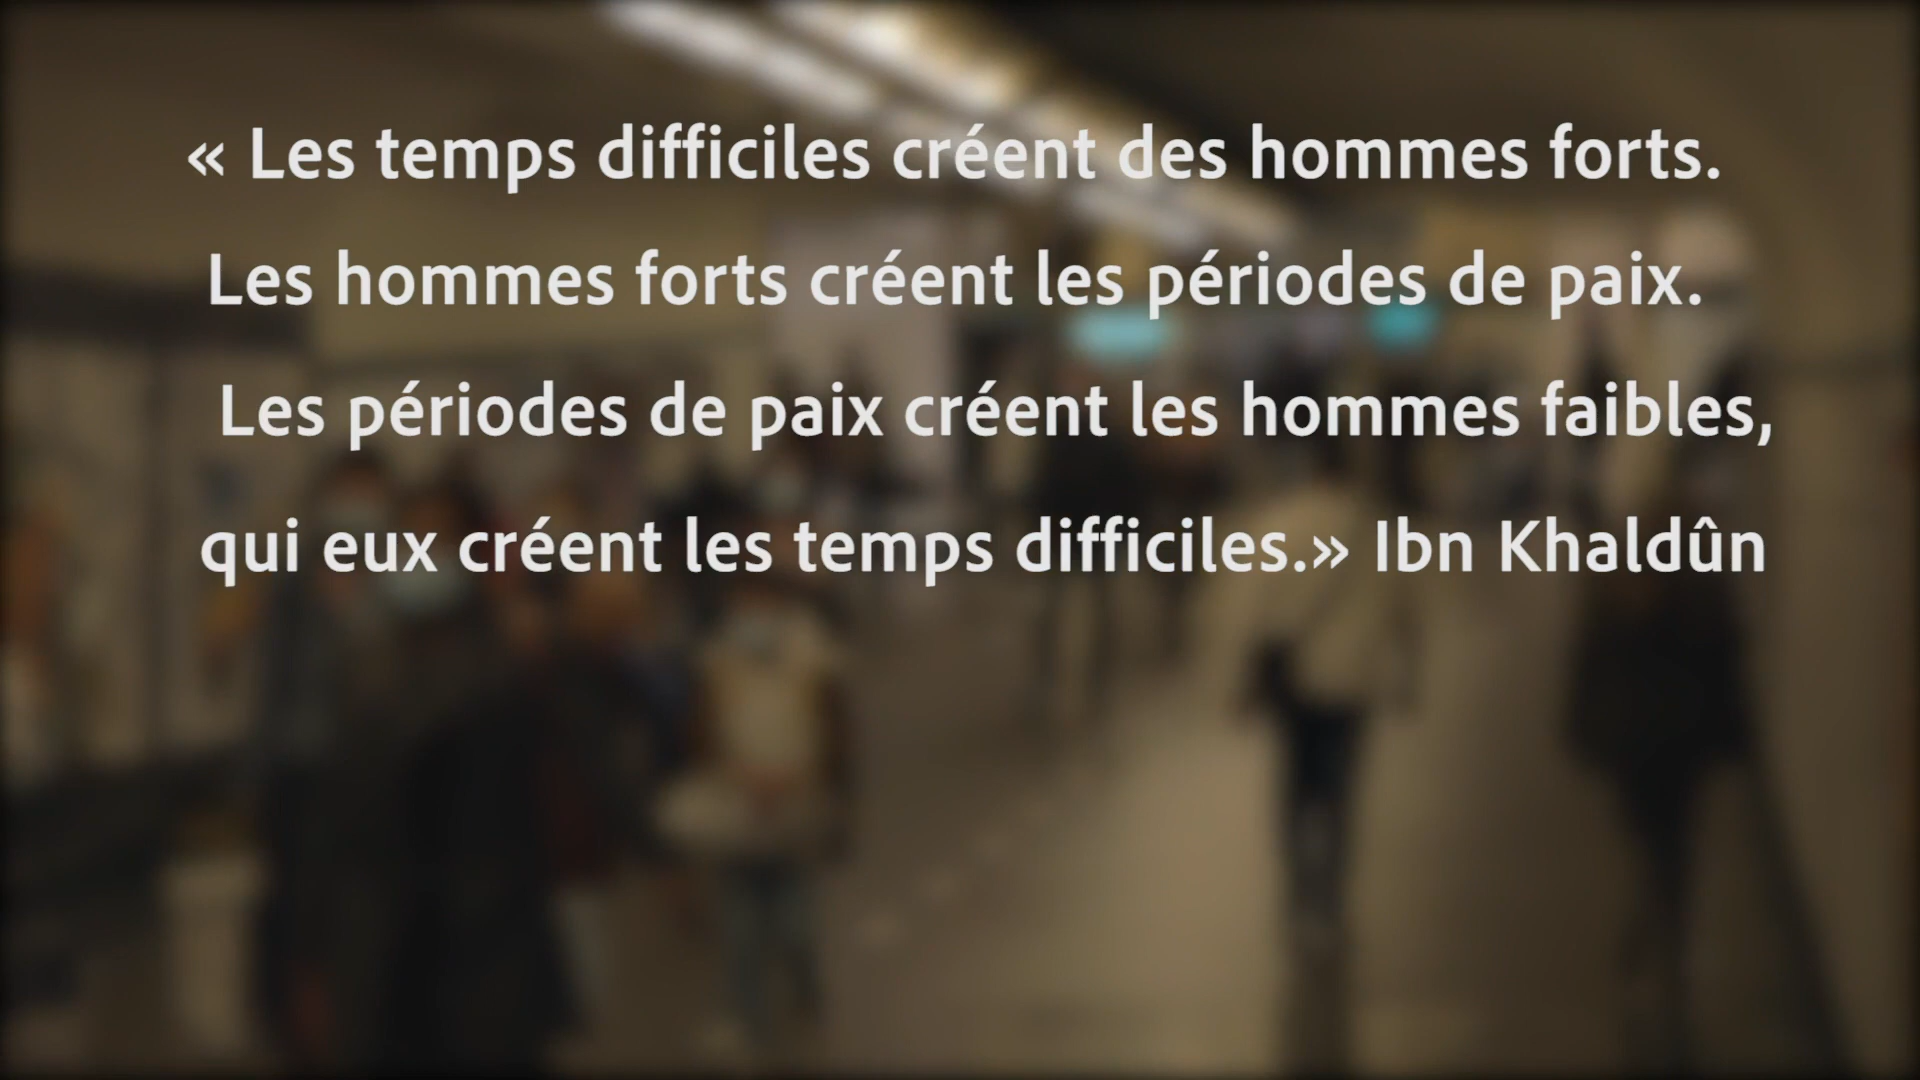 « Les temps difficiles créent des hommes forts.
Les hommes forts créent les périodes de paix.
Les périodes de paix créent les hommes faibles,
qui eux créent les temps difficiles.» Ibn Khaldûn